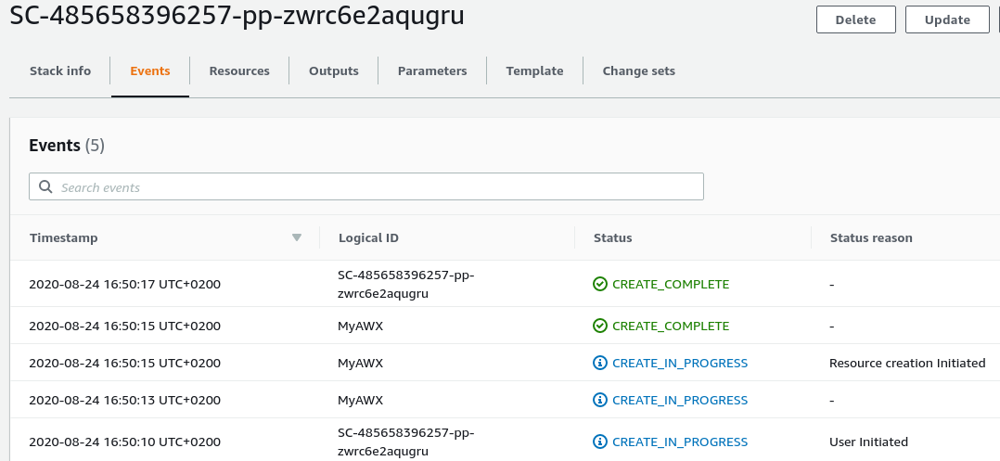 SC-485658396257-pp-zwrc6e2aqugru
Delete
Update
Stack info
Events
Resources
Outputs
Parameters
Template
Change sets
Events (5)
Search events
Timestamp
Logical ID
Status
Status reason
2020-08-24 16:50:17 UTC+0200
SC-485658396257-pp-
zwrc6e2aqugru
CREATE_COMPLETE
-
2020-08-24 16:50:15 UTC+0200
MyAWX
CREATE_COMPLETE
-
2020-08-24 16:50:15 UTC+0200
MyAWX
CREATE_IN_PROGRESS
Resource creation Initiated
2020-08-24 16:50:13 UTC+0200
MyAWX
CREATE_IN_PROGRESS
-
2020-08-24 16:50:10 UTC+0200
SC-485658396257-pp-
zwrc6e2aqugru
CREATE_IN_PROGRESS
User Initiated